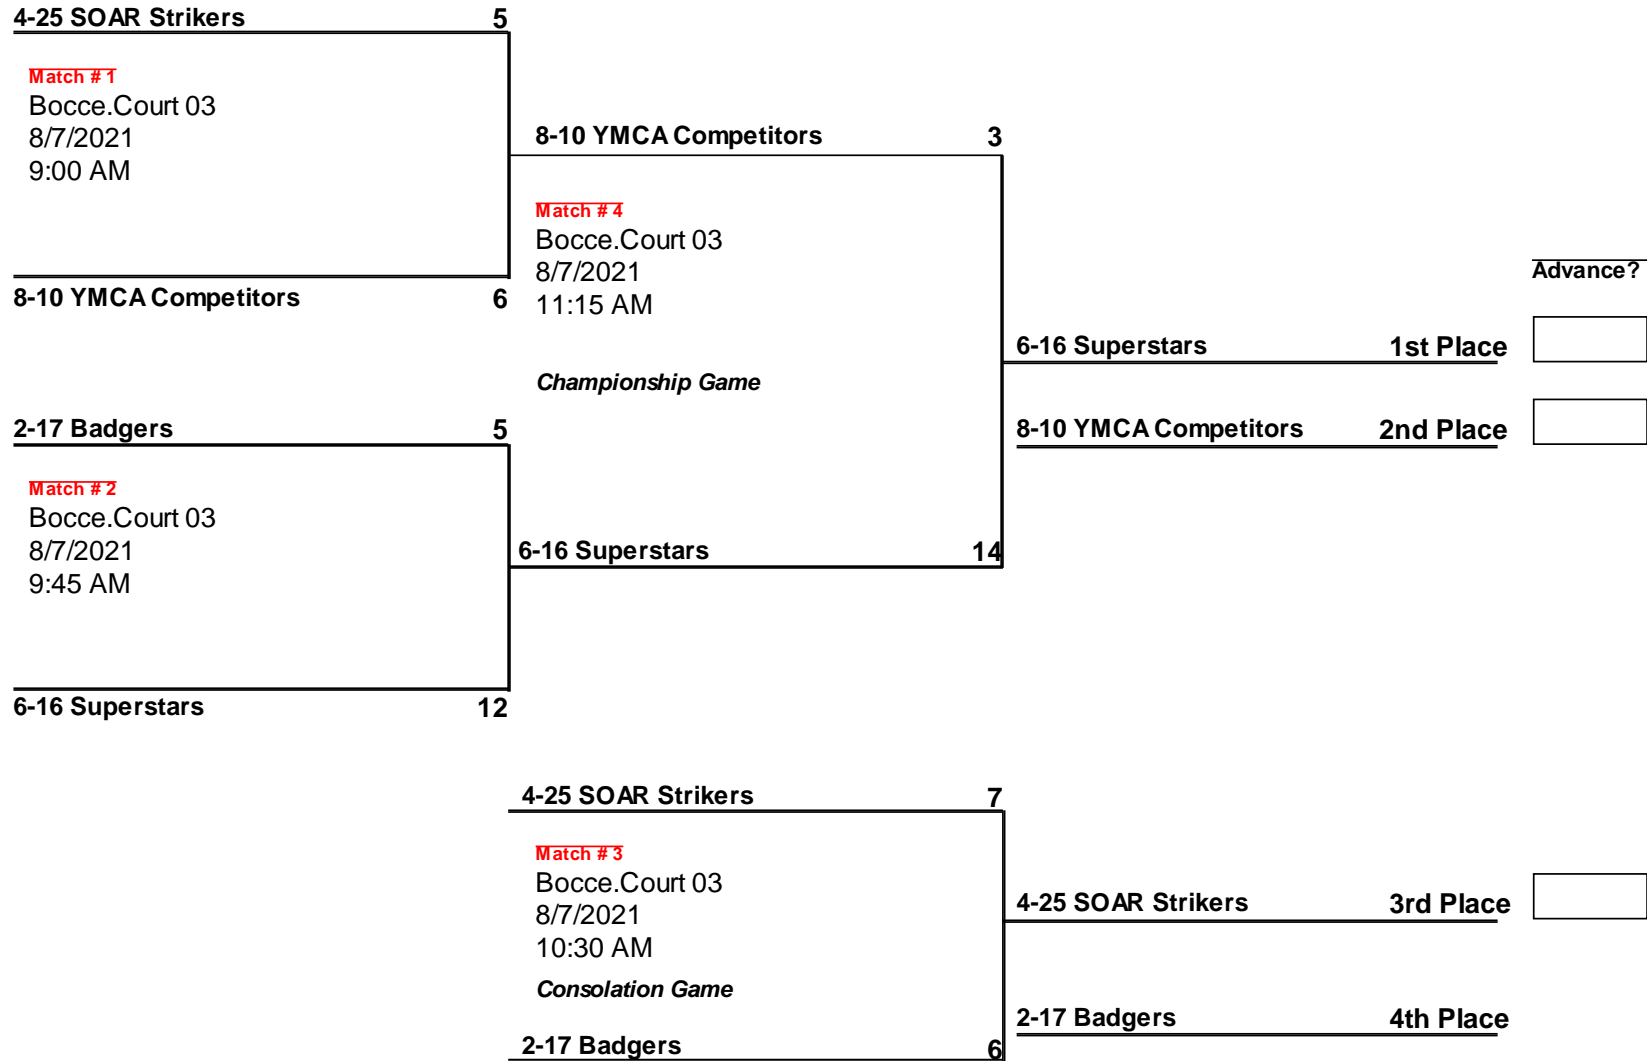 4-25 SOAR Strikers 5
Match # 1
Bocce.Court 03
8/7/2021
9:00 AM
8-10 YMCA Competitors 6
8-10 YMCA Competitors 3
Match # 4
Bocce.Court 03
8/7/2021
11:15 AM
Championship Game
Advance?
6-16 Superstars 1st Place
8-10 YMCA Competitors 2nd Place
2-17 Badgers 5
Match # 2
Bocce.Court 03
8/7/2021
9:45 AM
6-16 Superstars 14
6-16 Superstars 12
4-25 SOAR Strikers 7
Match # 3
Bocce.Court 03
8/7/2021
10:30 AM
Consolation Game
4-25 SOAR Strikers 3rd Place
2-17 Badgers 4th Place
2-17 Badgers 6